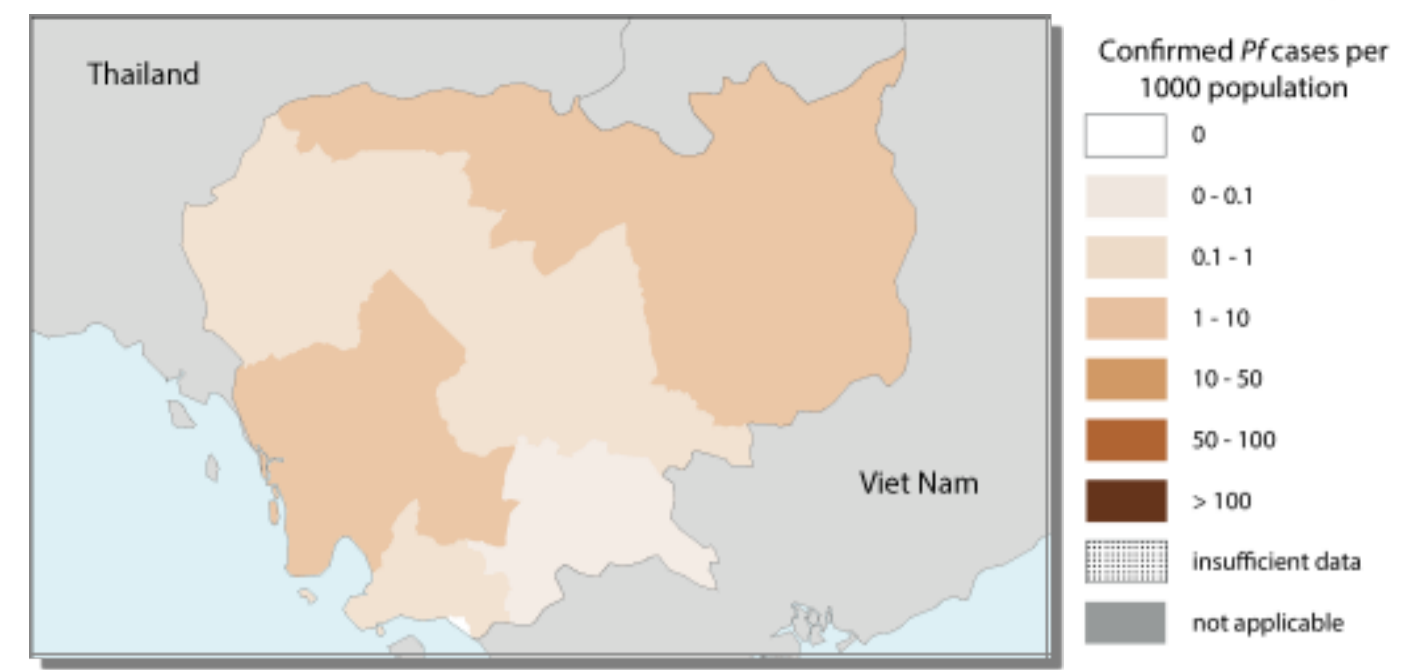 Thailand
Viet Nam
Confirmed Pf cases per
1000 population
0
0 - 0.1
0.1 - 1
1 - 10
10 - 50
50 - 100
> 100
insufficient data
not applicable